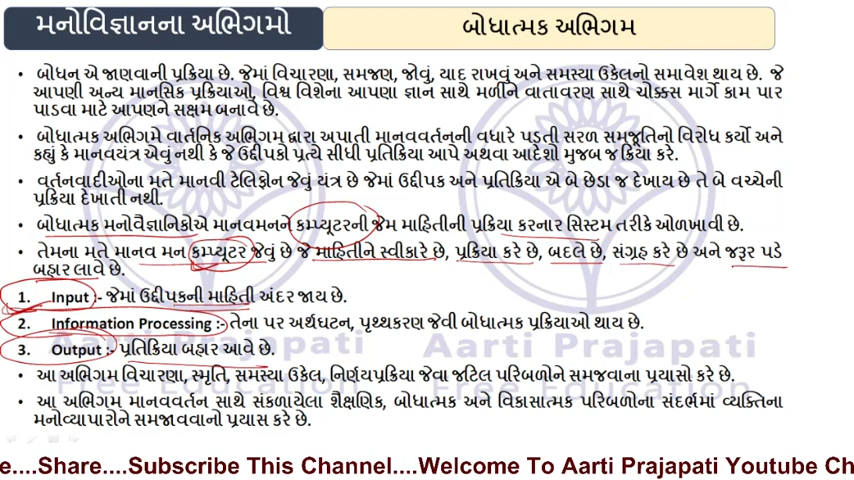 મનોવિજ્ઞાનના અભિગમો
બોધાત્મક અભિગમ
• બોધન એ જાણવાની પ્રક્રિયા છે. જેમાં વિચારણા, સમજણ, જોવું, યાદ રાખવું અને સમસ્યા ઉકેલનો સમાવેશ થાય છે. જે
આપણી અન્ય માનસિક પ્રક્રિયાઓ, વિશ્વ વિશેના આપણા જ્ઞાન સાથે મળીને વાતાવરણ સાથે ચોક્કસ માર્ગે કામ પાર
પાડવા માટે આપણને સક્ષમ બનાવે છે.
• બોધાત્મક અભિગમે વાર્તનિક અભિગમ દ્વારા અપાતી માનવવર્તનની વધારે પડતી સરળ સમજૂતિનો વિરોધ કર્યો અને
કહ્યું કે માનવયંત્ર એવું નથી કે જે ઉદ્દીપકો પ્રત્યે સીધી પ્રતિક્રિયા આપે અથવા આદેશો મુજબ જ ક્રિયા કરે.
• વર્તનવાદીઓના મતે માનવી ટેલિફોન જેવું યંત્ર છે જેમાં ઉદ્દીપક અને પ્રતિક્રિયા એ બે છેડા જ દેખાય છે તે બે વચ્ચેની
પ્રક્રિયા દેખાતી નથી.
• બોધાત્મક મનોવૈજ્ઞાનિકોએ માનવમનને કમ્પ્યૂટરની જેમ માહિતીની પ્રક્રિયા કરનાર સિસ્ટમ તરીકે ઓળખાવી છે.
• તેમના મતે માનવ મન કમ્પ્યૂટર જેવું છે જે માહિતીને સ્વીકારે છે, પ્રક્રિયા કરે છે, બદલે છે, સંગ્રહ કરે છે અને જરૂર પડે
બહાર લાવે છે.
1. Input :- જેમાં ઉદ્દીપકની માહિતી અંદર જાય છે.
2. Information Processing :- તેના પર અર્થઘટન, પૃથ્થકરણ જેવી બોધાત્મક પ્રક્રિયાઓ થાય છે.
3. Output :- પ્રતિક્રિયા બહાર આવે છે.
Aarti Prajapati Aarti Prajapati
• આ અભિગમ વિચારણા, સ્મૃતિ, સમસ્યા ઉકેલ, નિર્ણયપ્રક્રિયા જેવા જટિલ પરિબળોને સમજવાના પ્રયાસો કરે છે.
Free Education Free Education
• આ અભિગમ માનવવર્તન સાથે સંકળાયેલા શૈક્ષણિક, બોધાત્મક અને વિકાસાત્મક પરિબળોના સંદર્ભમાં વ્યક્તિના
મનોવ્યાપારોને સમજાવવાનો પ્રયાસ કરે છે.
e....Share....Subscribe This Channel....Welcome To Aarti Prajapati Youtube Ch